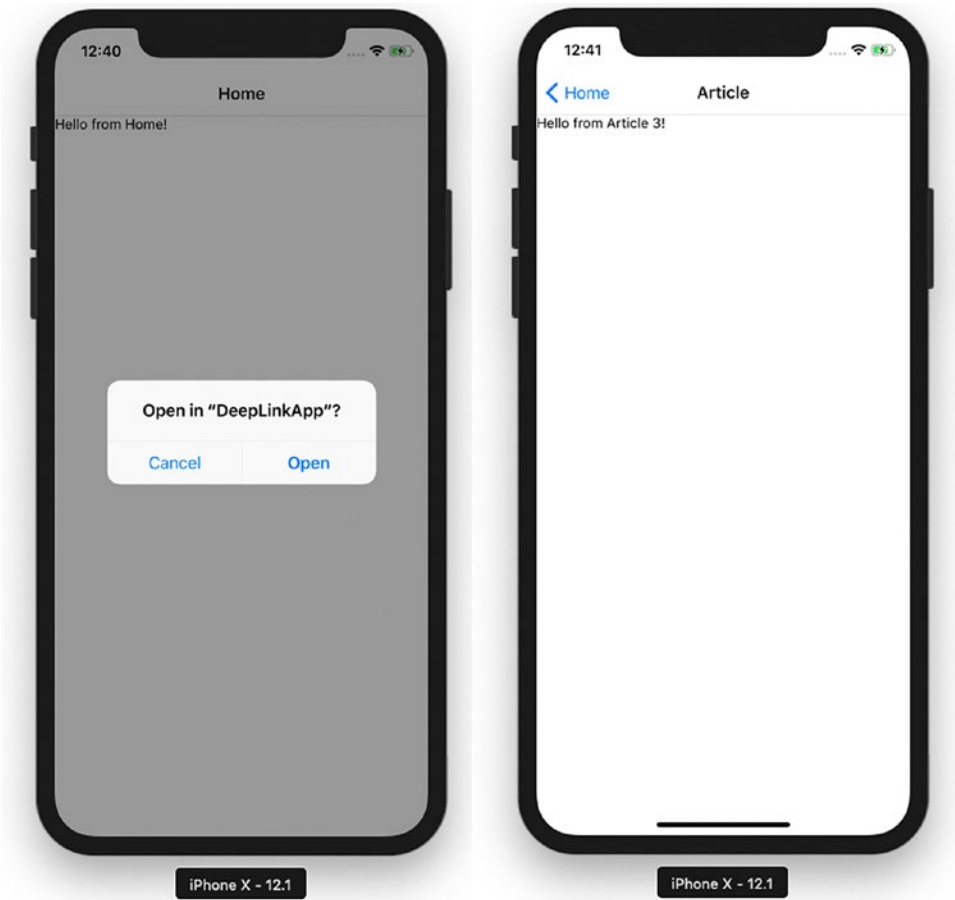 12:40
Home
Hello from Home!
Open in “DeepLinkApp”?
Cancel Open
iPhone X - 12.1
12:41
Home Article
Hello from Article 3!
iPhone X - 12.1